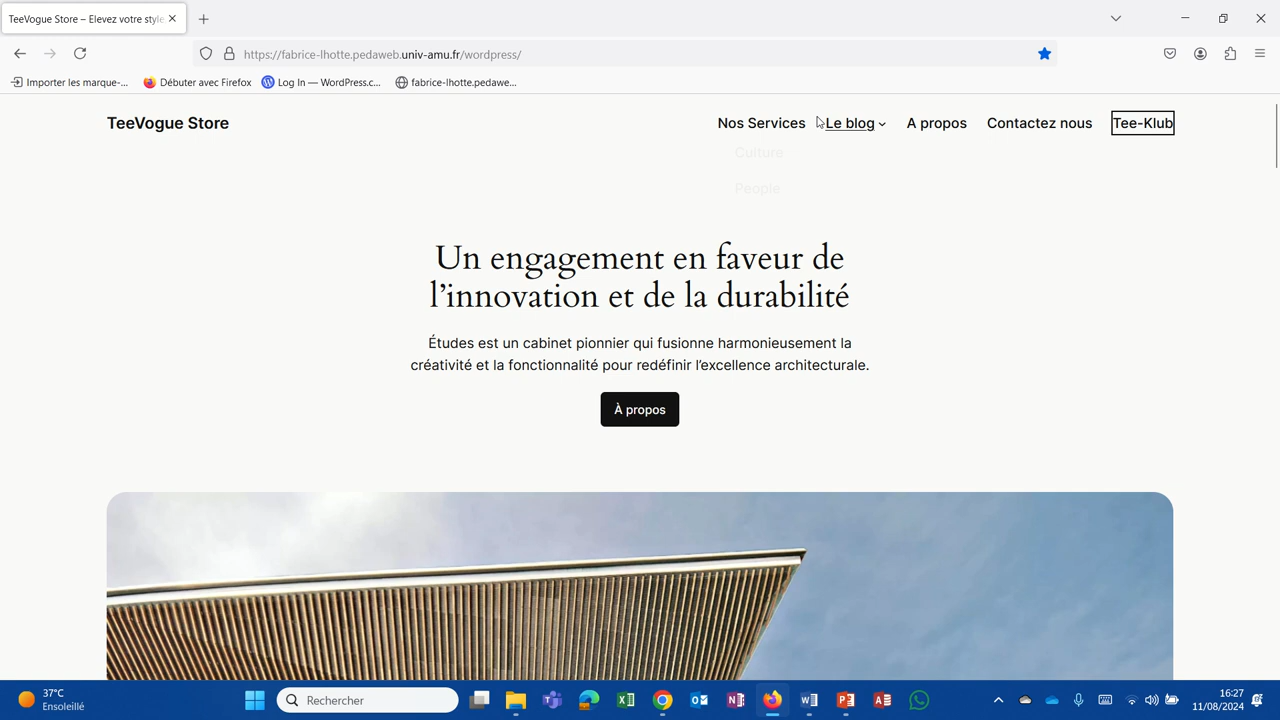 TeeVogue Store – Elevez votre style
https://fabrice-lhotte.pedaweb.univ-amu.fr/wordpress/
Importer les marque-... Débuter avec Firefox Log In — WordPress.c... fabrice-lhotte.pedawe...
TeeVogue Store Nos Services Le blog A propos Contactez nous Tee-Klub
Culture
People
Un engagement en faveur de
l’innovation et de la durabilité
Études est un cabinet pionnier qui fusionne harmonieusement la
créativité et la fonctionnalité pour redéfinir l’excellence architecturale.
À propos
37°C
Ensoleillé
Rechercher
16:27
11/08/2024